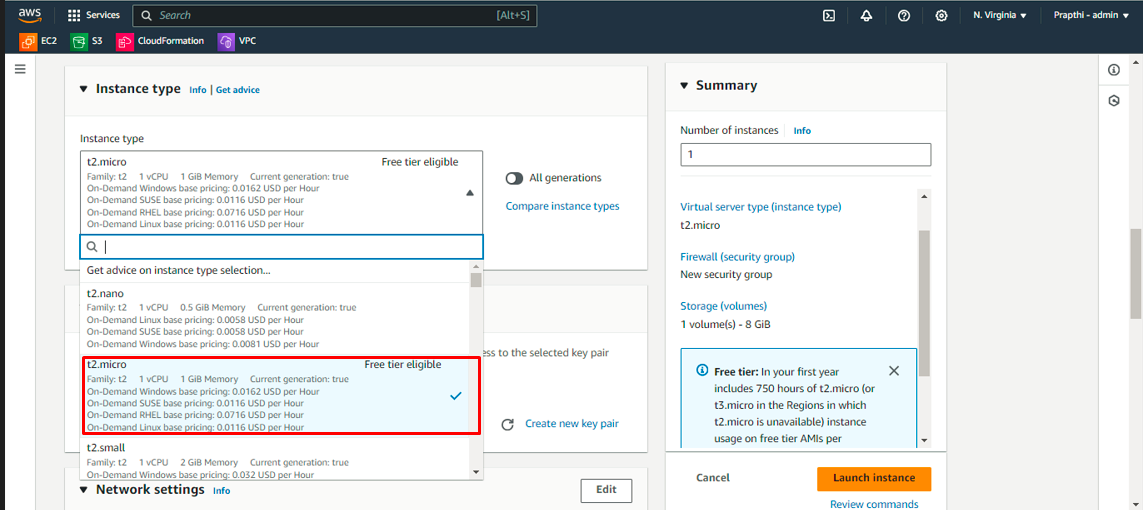 aws
Services
Search
[Alt+S]
N. Virginia
Prapthi - admin
EC2
S3
CloudFormation
VPC
Instance type Info | Get advice
Instance type
t2.micro Free tier eligible
Family: t2 1 vCPU 1 GiB Memory Current generation: true
On-Demand Windows base pricing: 0.0162 USD per Hour
On-Demand SUSE base pricing: 0.0116 USD per Hour
On-Demand RHEL base pricing: 0.0716 USD per Hour
On-Demand Linux base pricing: 0.0116 USD per Hour
All generations
Compare instance types
Get advice on instance type selection...
t2.nano
Family: t2 1 vCPU 0.5 GiB Memory Current generation: true
On-Demand Linux base pricing: 0.0058 USD per Hour
On-Demand SUSE base pricing: 0.0058 USD per Hour
On-Demand Windows base pricing: 0.0081 USD per Hour
t2.micro Free tier eligible
Family: t2 1 vCPU 1 GiB Memory Current generation: true
On-Demand Windows base pricing: 0.0162 USD per Hour
On-Demand SUSE base pricing: 0.0116 USD per Hour
On-Demand RHEL base pricing: 0.0716 USD per Hour
On-Demand Linux base pricing: 0.0116 USD per Hour
t2.small
Family: t2 1 vCPU 2 GiB Memory Current generation: true
On-Demand Windows base pricing: 0.032 USD per Hour
ess to the selected key pair
Create new key pair
Network settings Info
Edit
Summary
Number of instances Info
1
Virtual server type (instance type)
t2.micro
Firewall (security group)
New security group
Storage (volumes)
1 volume(s) - 8 GiB
Free tier: In your first year
includes 750 hours of t2.micro (or
t3.micro in the Regions in which
t2.micro is unavailable) instance
usage on free tier AMIs per
Cancel
Launch instance
Review commands